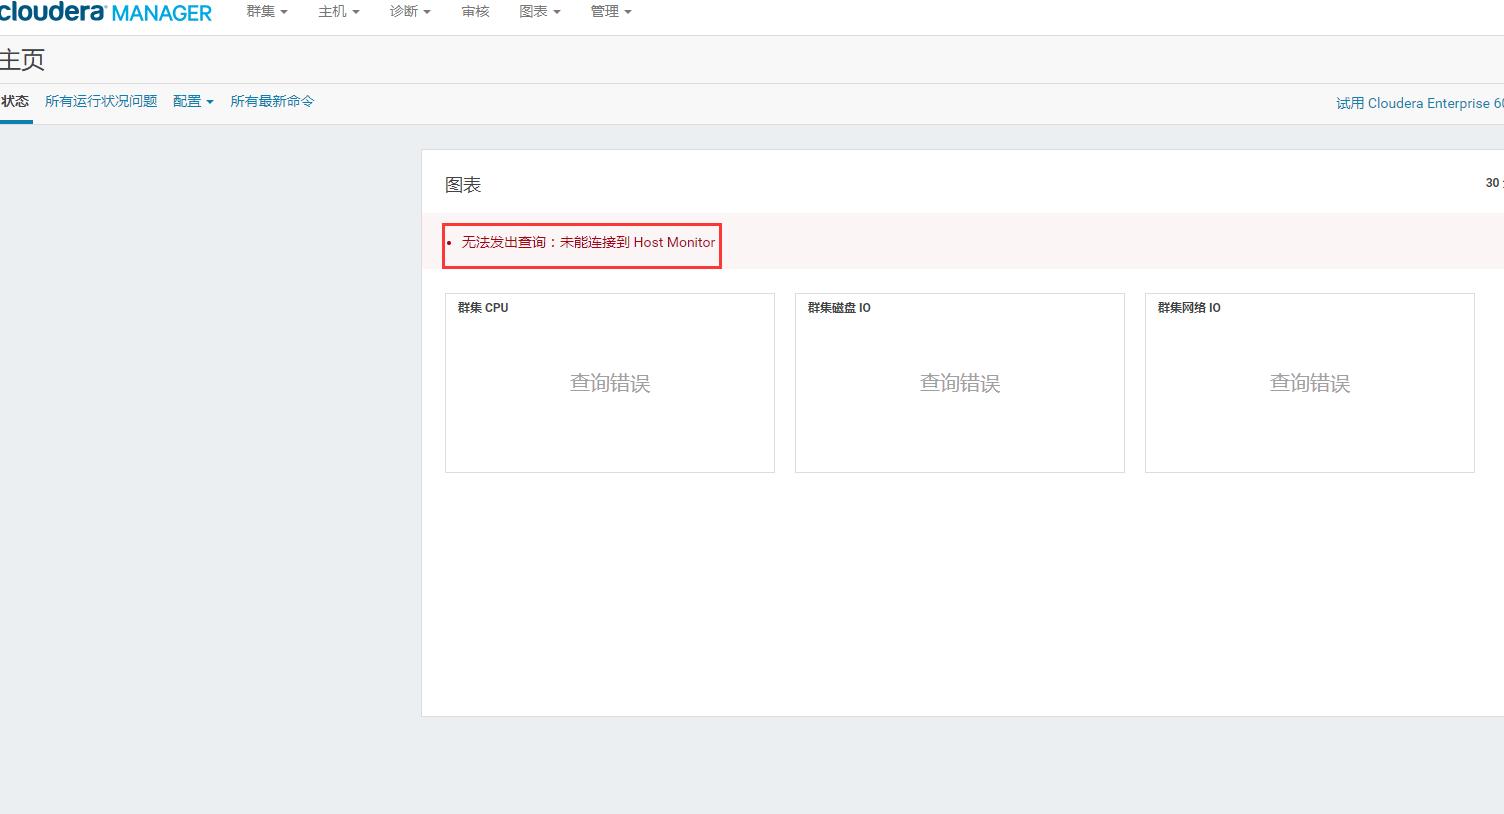 cloudera MANAGER 群集 主机 诊断 审核 图表 管理
主页
状态 所有运行状况问题 配置 所有最新命令 试用 Cloudera Enterprise 60
图表 30
无法发出查询：未能连接到 Host Monitor
群集 CPU 群集磁盘 IO 群集网络 IO
查询错误 查询错误 查询错误